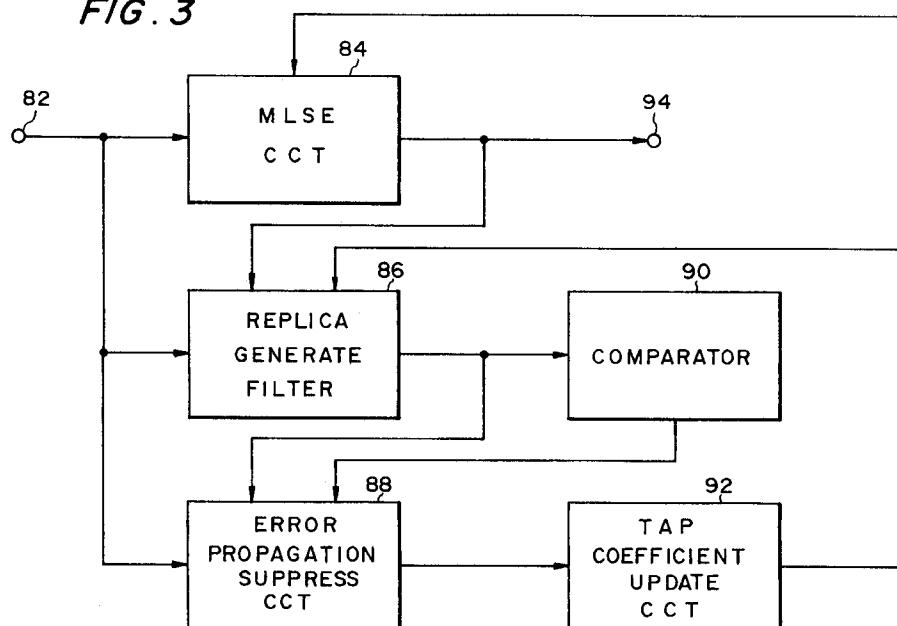 FIG. 3
84
82
MLSE
CCT
94
86
REPLICA
GENERATE
FILTER
90
COMPARATOR
88
ERROR
PROPAGATION
SUPPRESS
CCT
92
TAP
COEFFICIENT
UPDATE
CCT